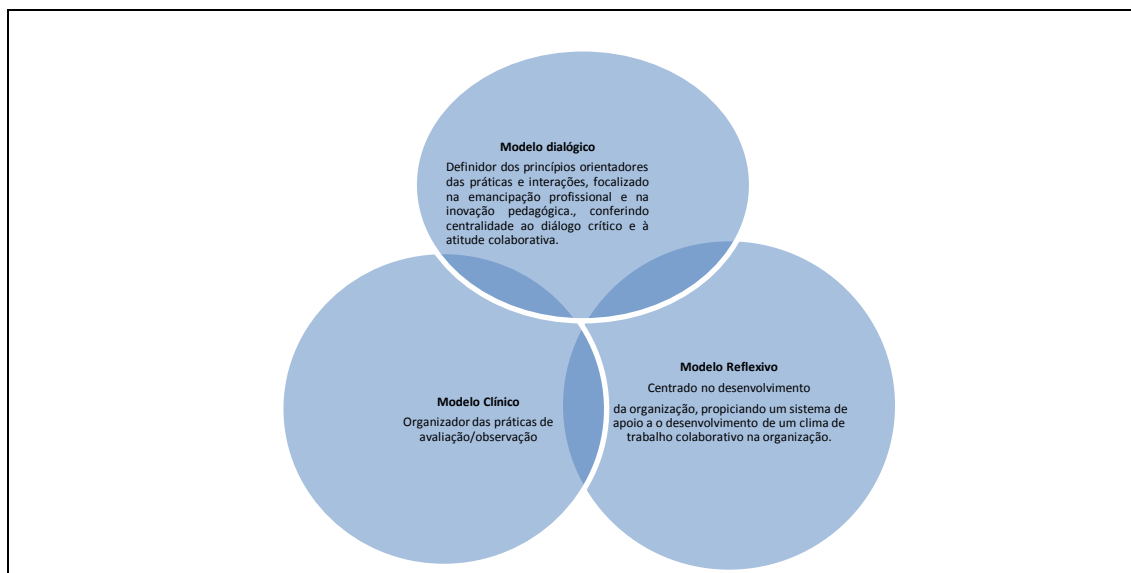 Modelo dialógico
Definidor dos princípios orientadores
das práticas e interações, focalizado
na emancipação profissional e na
inovação pedagógica., conferindo
centralidade ao diálogo crítico e à
atitude colaborativa.
Modelo Clínico
Organizador das práticas de
avaliação/observação
Modelo Reflexivo
Centrado no desenvolvimento
da organização, propiciando um sistema de
apoio a o desenvolvimento de um clima de
trabalho colaborativo na organização.